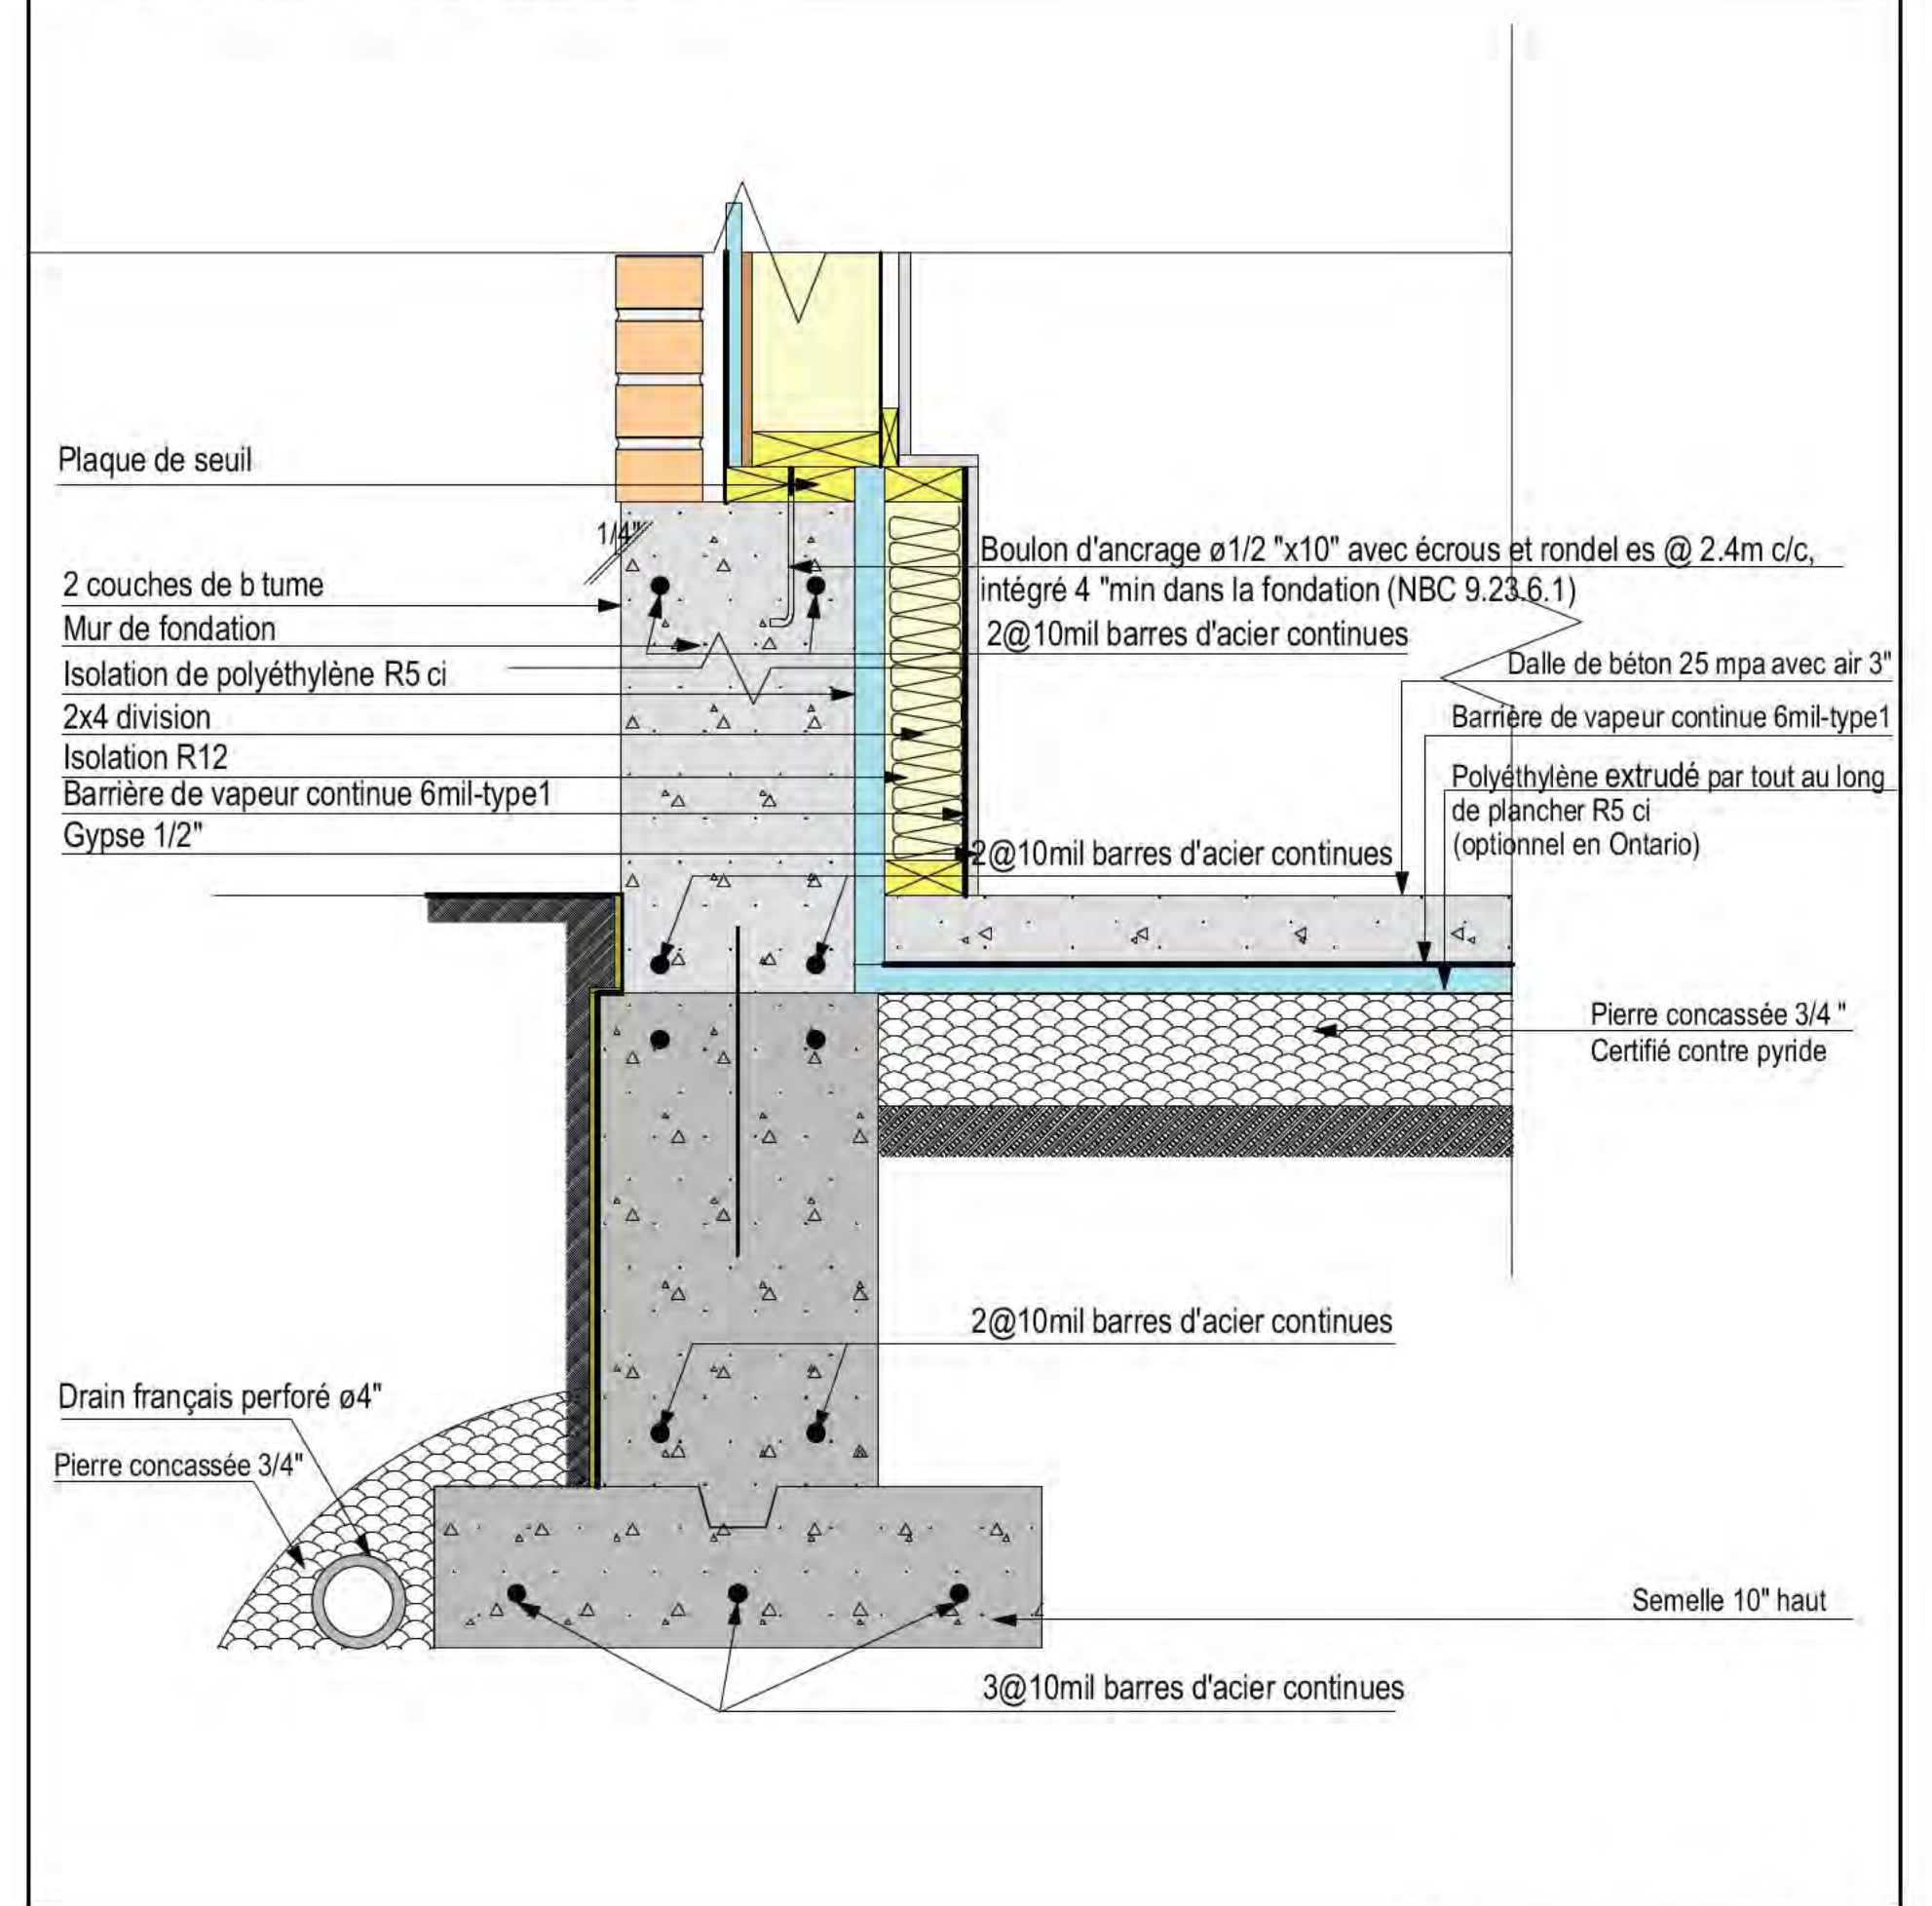 Plaque de seuil
1/4"
2 couches de b tume
Mur de fondation
Isolation de polyéthylène R5 ci
2x4 division
Isolation R12
Barrière de vapeur continue 6mil-type1
Gypse 1/2"
Boulon d'ancrage ø1/2 "x10" avec écrous et rondel es @ 2.4m c/c,
intégré 4 "min dans la fondation (NBC 9.23.6.1)
2@10mil barres d'acier continues
Dalle de béton 25 mpa avec air 3"
Barrière de vapeur continue 6mil-type1
Polyéthylène extrudé par tout au long
de plancher R5 ci
(optionnel en Ontario)
2@10mil barres d'acier continues
Pierre concassée 3/4 "
Certifié contre pyride
2@10mil barres d'acier continues
Drain français perforé ø4"
Pierre concassée 3/4"
Semelle 10" haut
3@10mil barres d'acier continues